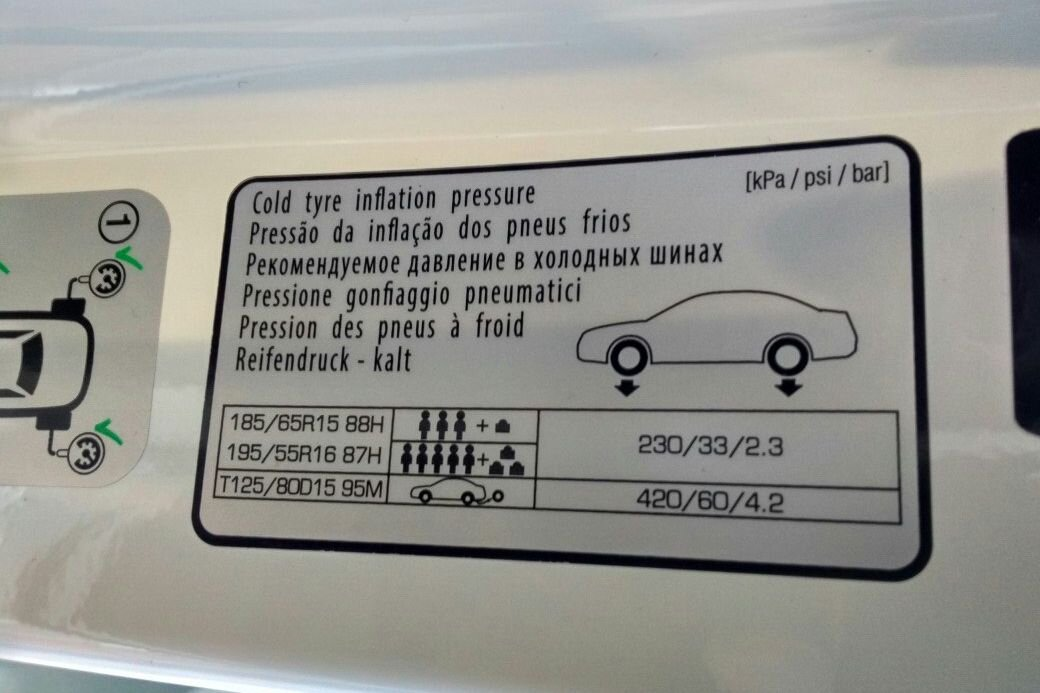 1
Cold tyre inflation pressure
[kPa / psi / bar]
Pressão da inflação dos pneus frios
Рекомендуемое давление в холодных шинах
Pressione gonfiaggio pneumatici
Pression des pneus à froid
Reifendruck - kalt
185/65R15 88H
195/55R16 87H
230/33/2.3
T125/80D15 95M
420/60/4.2